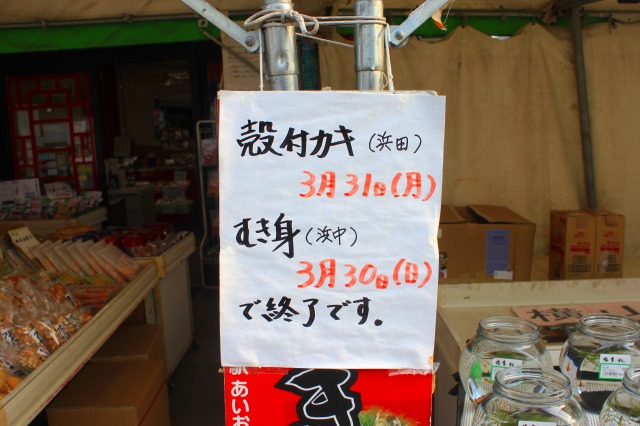 殻付カキ(浜田)
3月31日(月)
むき身(浜中)
3月30日(日)
で終了です。